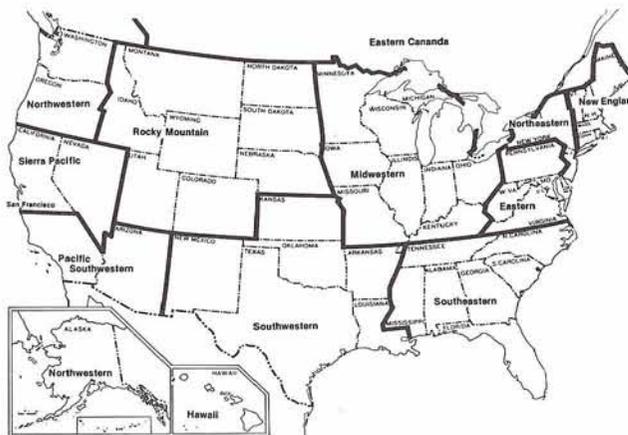 Eastern Cananda
WASHINGTON
MONTANA
NORTH DAKOTA
MINNESOTA
MAINE
OREGON
Northwestern
IDAHO
Rocky Mountain
WYOMING
SOUTH DAKOTA
WISCONSIN
MICHIGAN
New England
N.H.
Northeastern
NEW YORK
CALIFORNIA
NEVADA
Sierra Pacific
UTAH
NEBRASKA
IOWA
Midwestern
ILLINOIS
INDIANA
OHIO
PENNSYLVANIA
W.VA.
Eastern
San Francisco
COLORADO
KANSAS
MISSOURI
KENTUCKY
VIRGINIA
Pacific
Southwestern
ARIZONA
NEW MEXICO
TEXAS
OKLAHOMA
ARKANSAS
TENNESSEE
N.CAROLINA
S.CAROLINA
ALABAMA
GEORGIA
Southeastern
LOUISIANA
MISSISSIPPI
FLORIDA
Southwestern
ALASKA
Northwestern
HAWAII
Hawaii